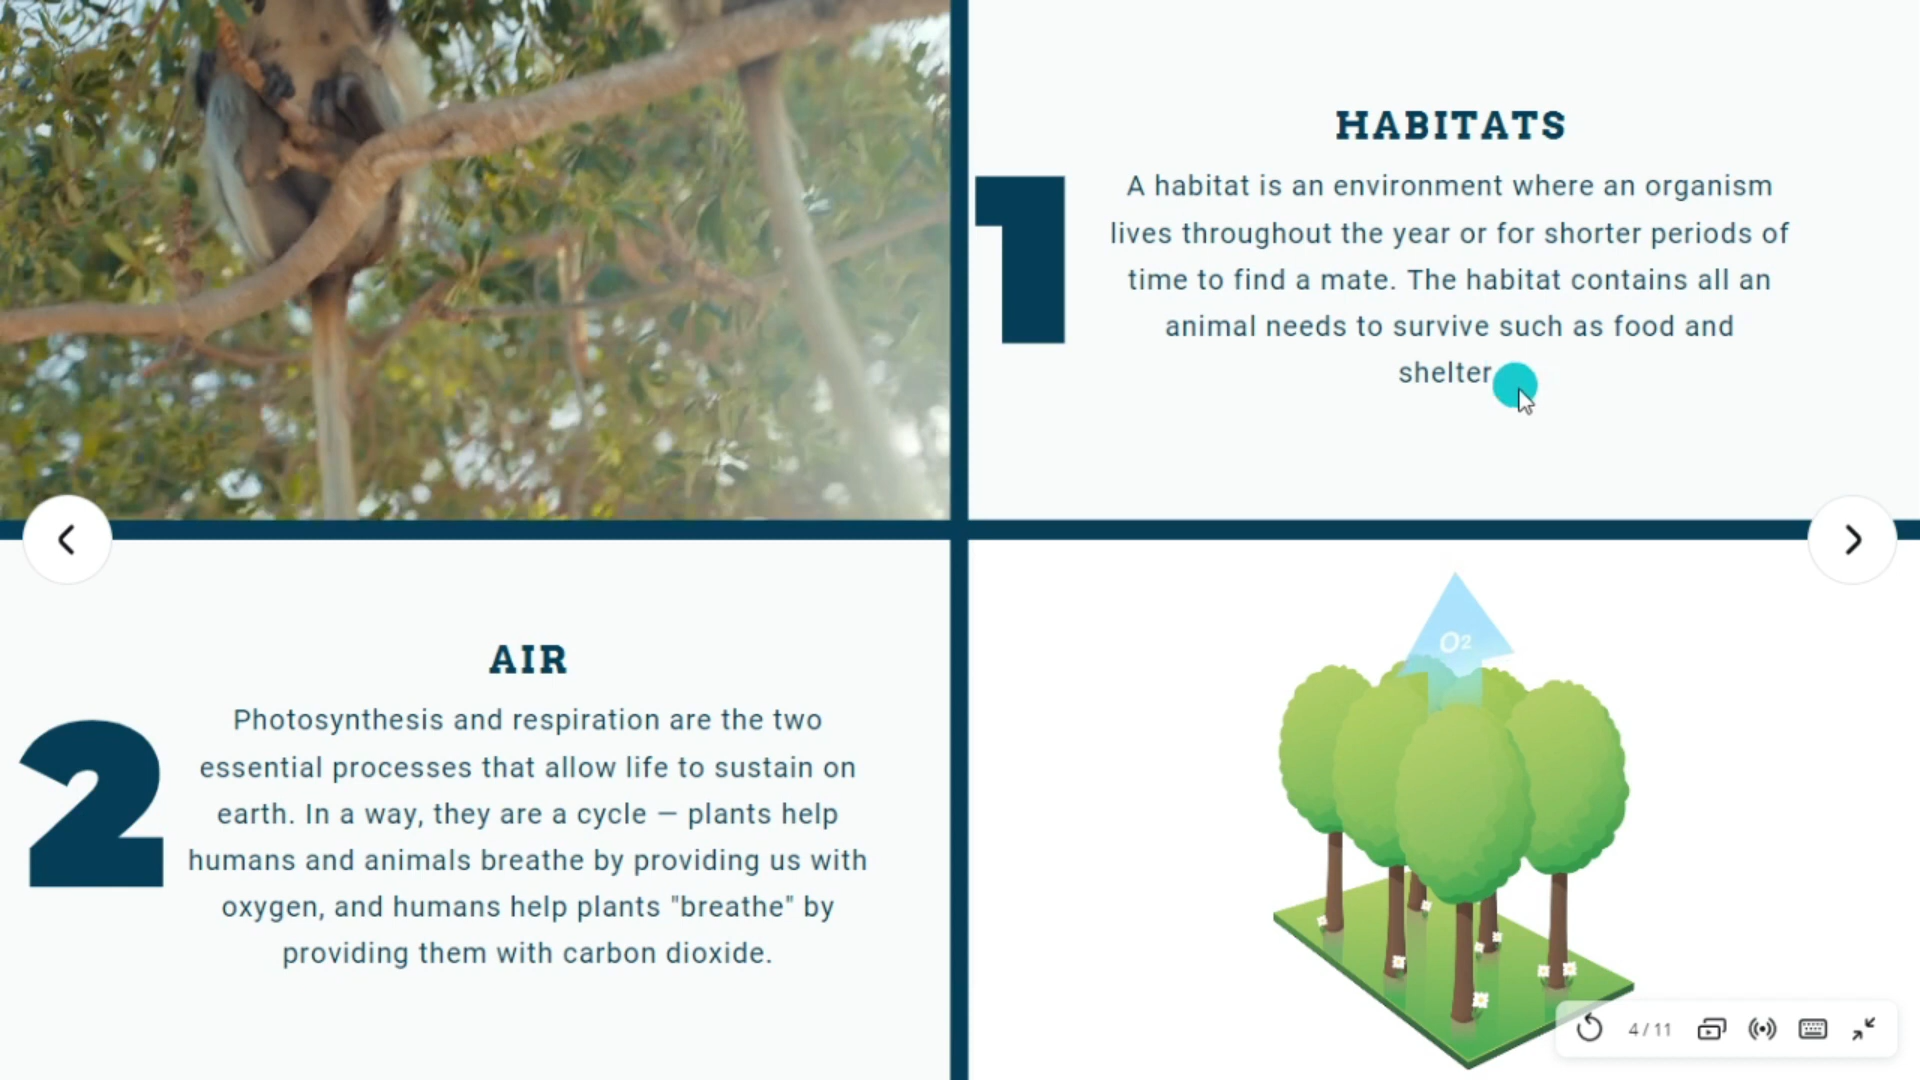 HABITATS
1
A habitat is an environment where an organism
lives throughout the year or for shorter periods of
time to find a mate. The habitat contains all an
animal needs to survive such as food and
shelter
AIR
2
Photosynthesis and respiration are the two
essential processes that allow life to sustain on
earth. In a way, they are a cycle — plants help
humans and animals breathe by providing us with
oxygen, and humans help plants "breathe" by
providing them with carbon dioxide.
O2
4 / 11